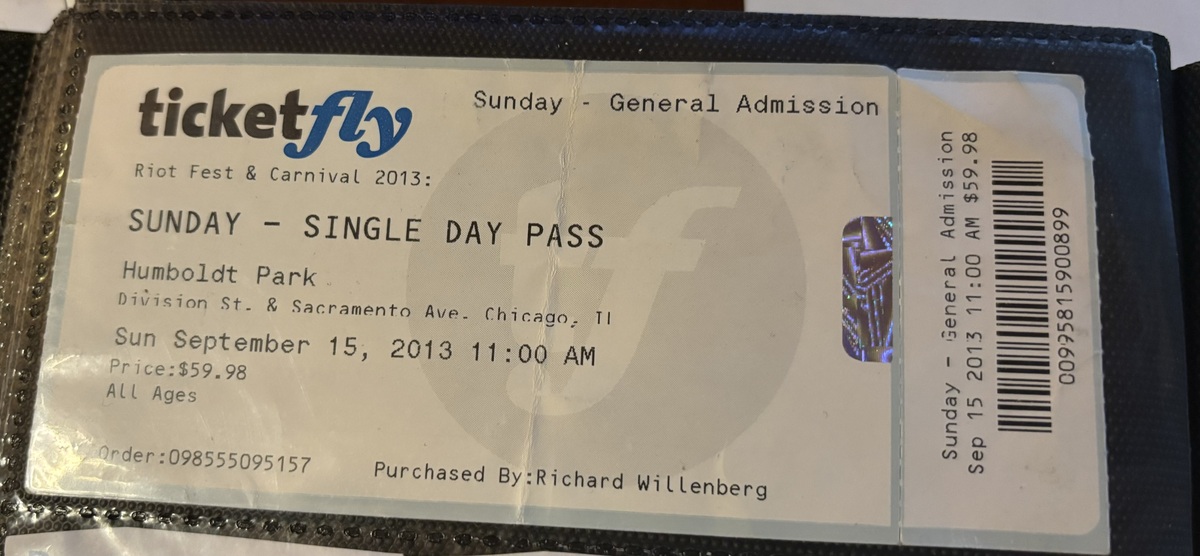 ticketfly
Sunday - General Admission
Riot Fest & Carnival 2013:
SUNDAY - SINGLE DAY PASS
Humboldt Park
Division St. & Sacramento Ave. Chicago, Il
Sun September 15, 2013 11:00 AM
Price:$59.98
All Ages
Order:098555095157
Purchased By:Richard Willenberg
tf
Sunday - General Admission
Sep 15 2013 11:00 AM $59.98
00995815900899